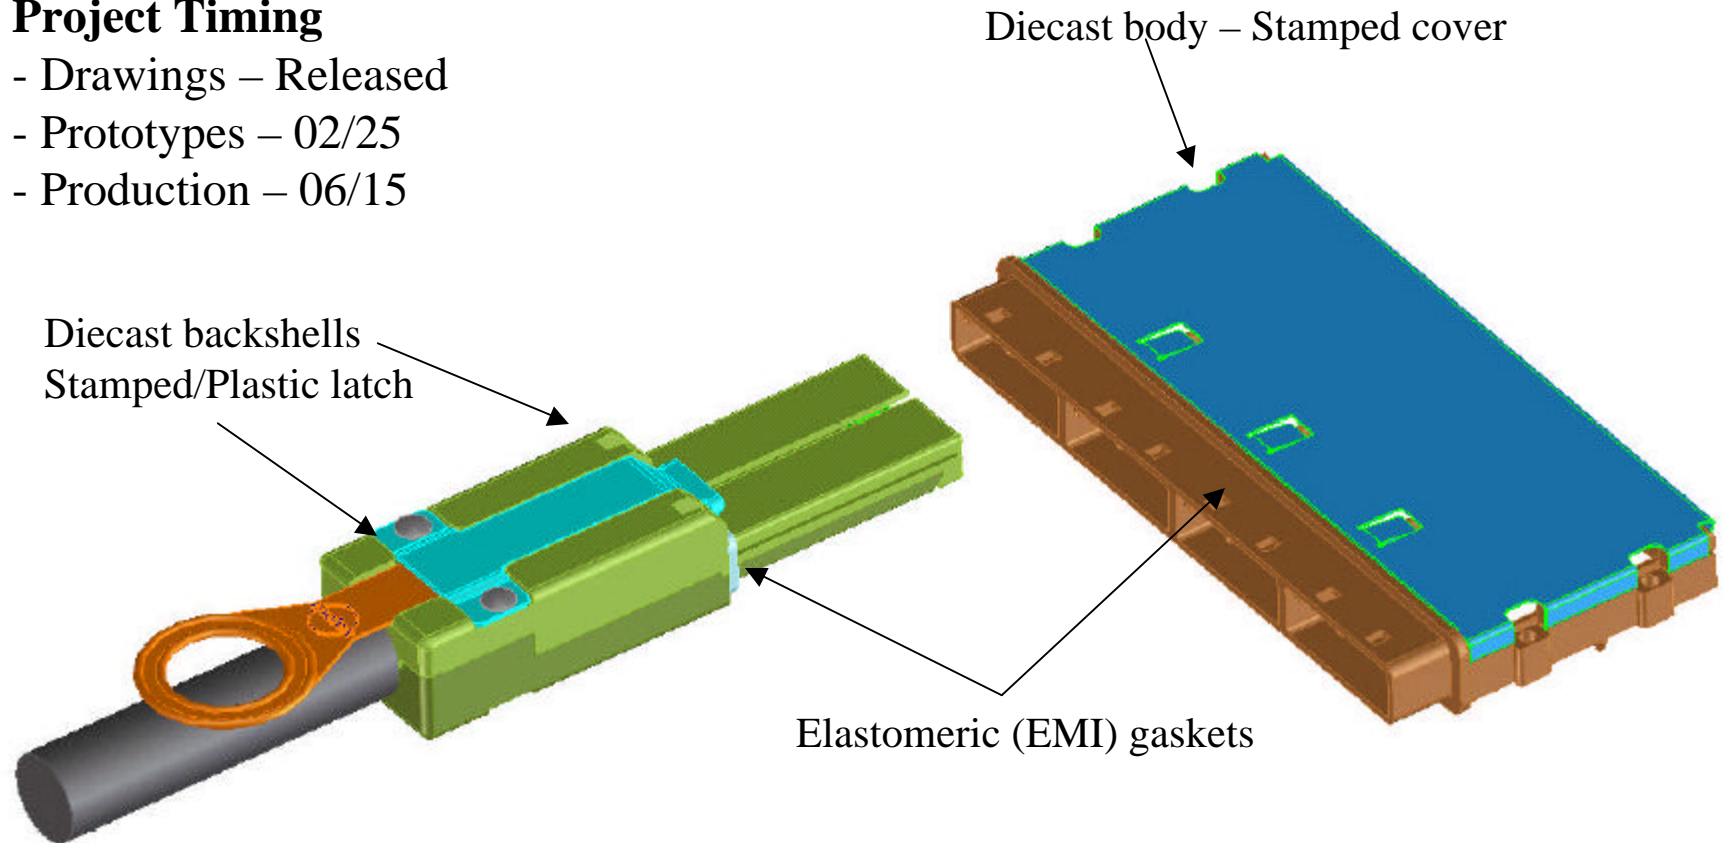 Project Timing
- Drawings – Released
- Prototypes – 02/25
- Production – 06/15
Diecast body – Stamped cover
Diecast backshells
Stamped/Plastic latch
Elastomeric (EMI) gaskets